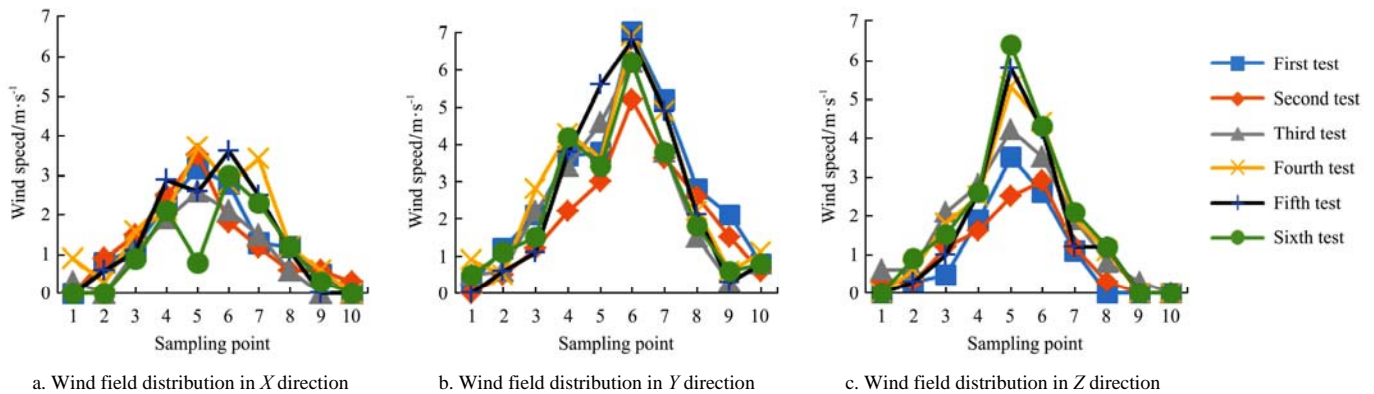 7
6
5
4
3
2
1
0
Wind speed/m·s⁻¹
1 2 3 4 5 6 7 8 9 10
Sampling point
a. Wind field distribution in X direction
7
6
5
4
3
2
1
0
Wind speed/m·s⁻¹
1 2 3 4 5 6 7 8 9 10
Sampling point
b. Wind field distribution in Y direction
7
6
5
4
3
2
1
0
Wind speed/m·s⁻¹
1 2 3 4 5 6 7 8 9 10
Sampling point
c. Wind field distribution in Z direction
First test
Second test
Third test
Fourth test
Fifth test
Sixth test